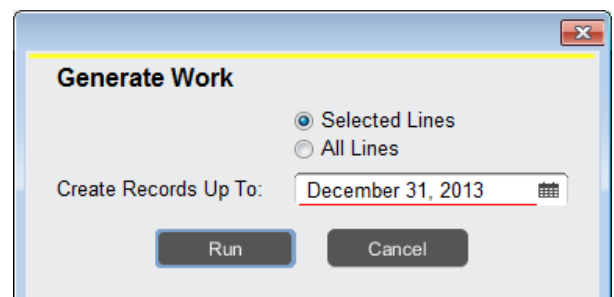 Generate Work
Selected Lines
All Lines
Create Records Up To: December 31, 2013
Run Cancel